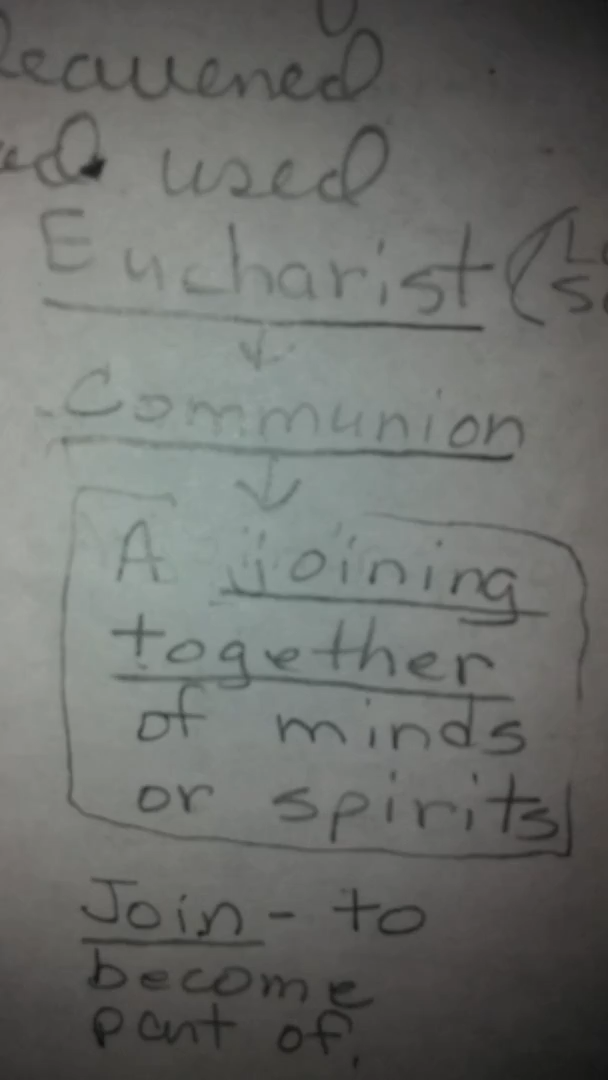 Leavened
used
Eucharist (
Communion
A joining
together
of minds
or spirits
Join - to
become
part of.